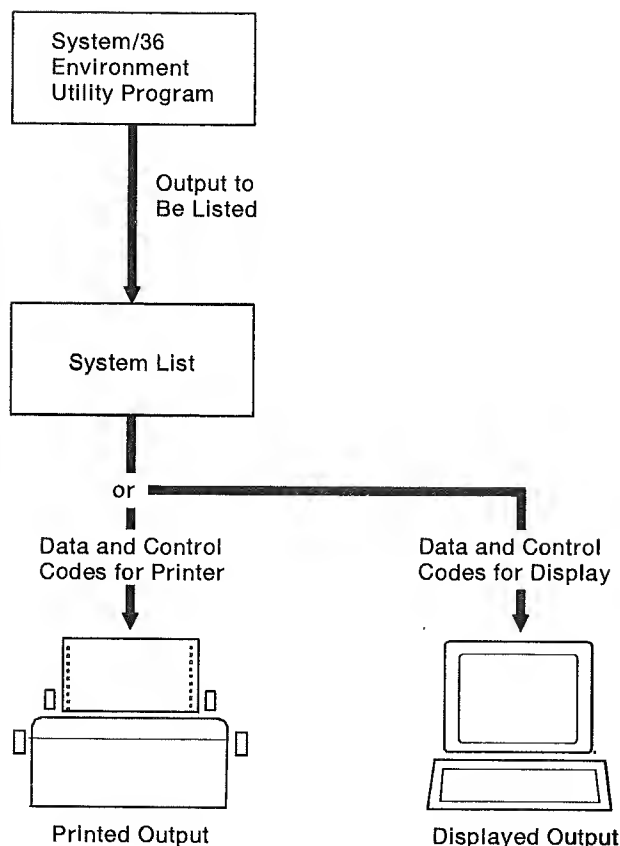 System/36
Environment
Utility Program
Output to
Be Listed
System List
or
Data and Control
Codes for Printer
Data and Control
Codes for Display
Printed Output
Displayed Output